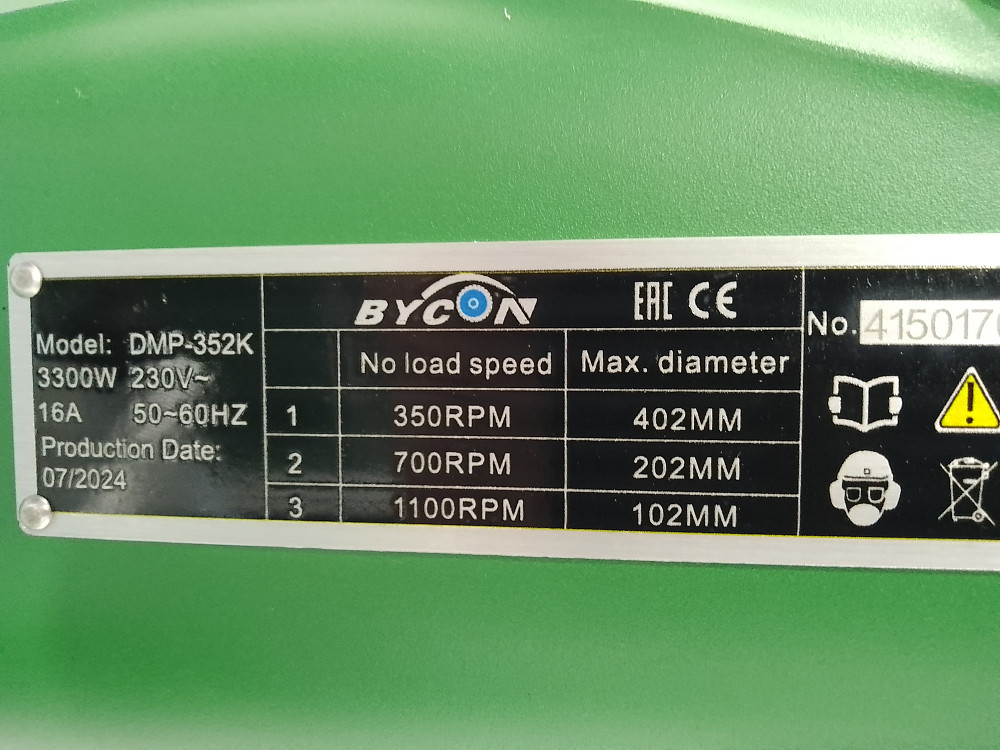 Model: DMP-352K
3300W 230V~
16A 50~60HZ
Production Date:
07/2024
BYCON EAC CE
No load speed Max. diameter
1 350RPM 402MM
2 700RPM 202MM
3 1100RPM 102MM
No. 415017